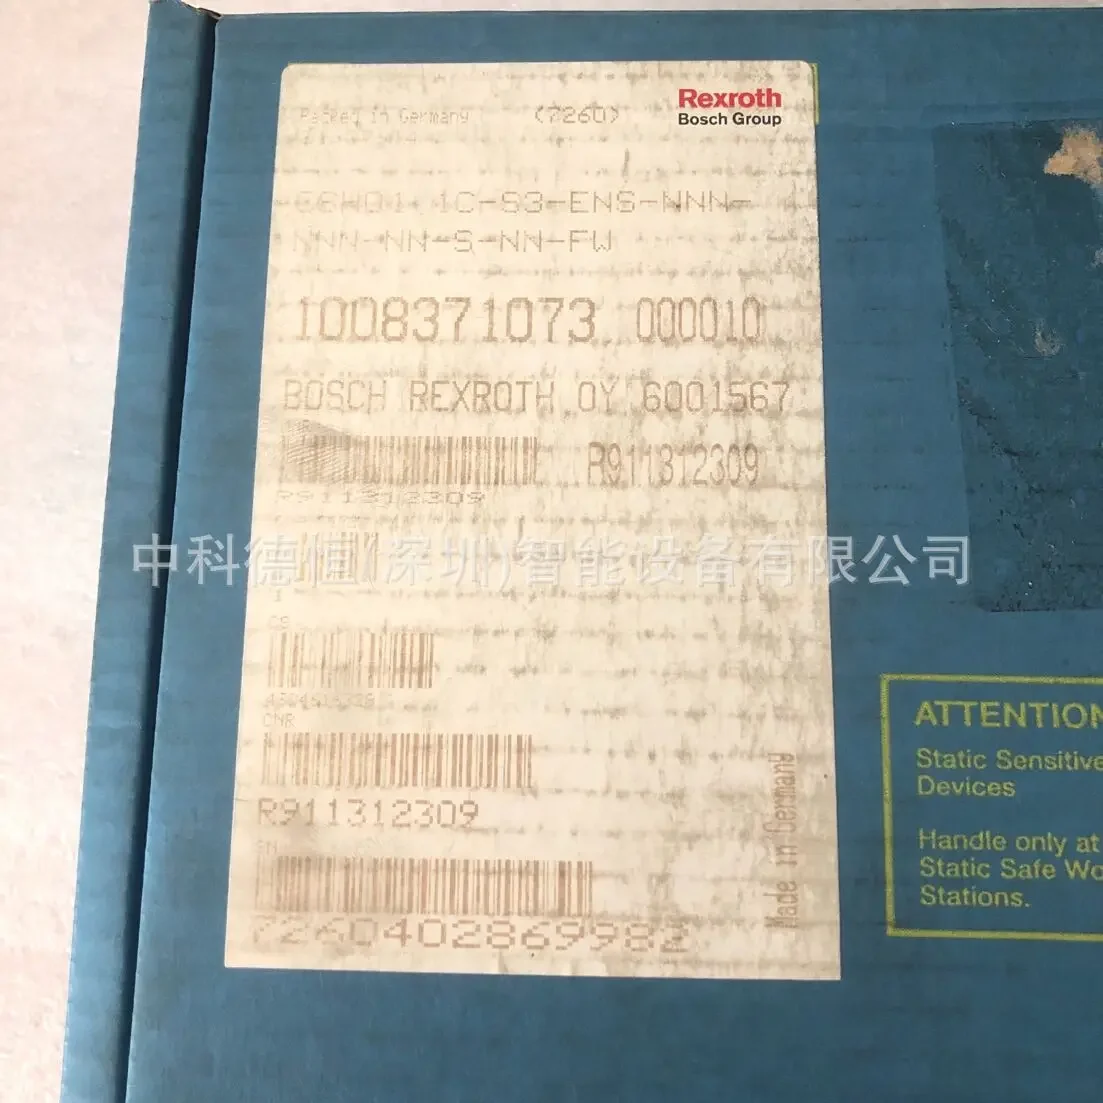 Packed in Germany (7260)
Rexroth
Bosch Group
1C-S3-ENS-NNN-
NNN-NN-S-NN-FW
1008371073 000010
BOSCH REXROTH OY 6001567
R911312309
R911312309
中科德恒(深圳)智能设备有限公司
1
CNR
R911312309
SN
7260402869982
Made in Germany
ATTENTION
Static Sensitive
Devices
Handle only at
Static Safe Wo
Stations.